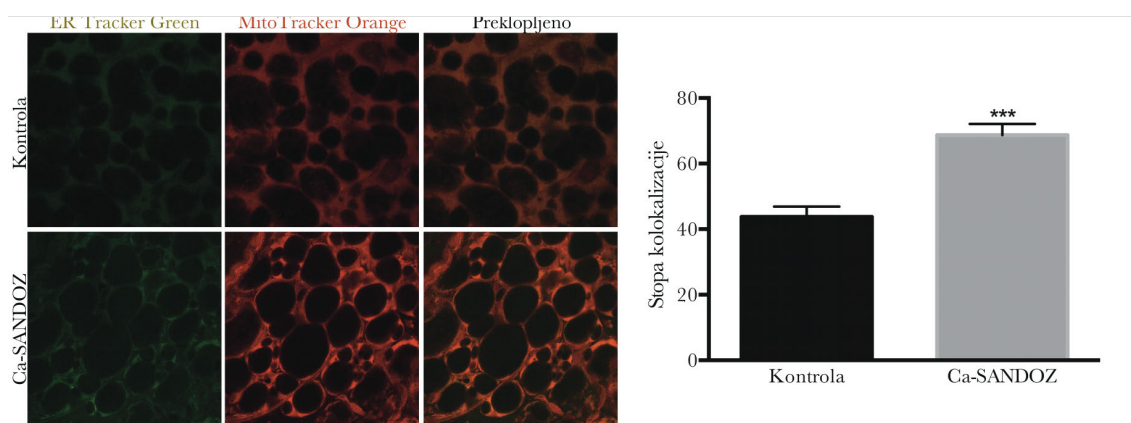 ER Tracker Green
MitoTracker Orange
Preklopljeno
Kontrola
Ca-SANDOZ
Stopa kolokalizacije
80
60
40
20
0
***
Kontrola
Ca-SANDOZ